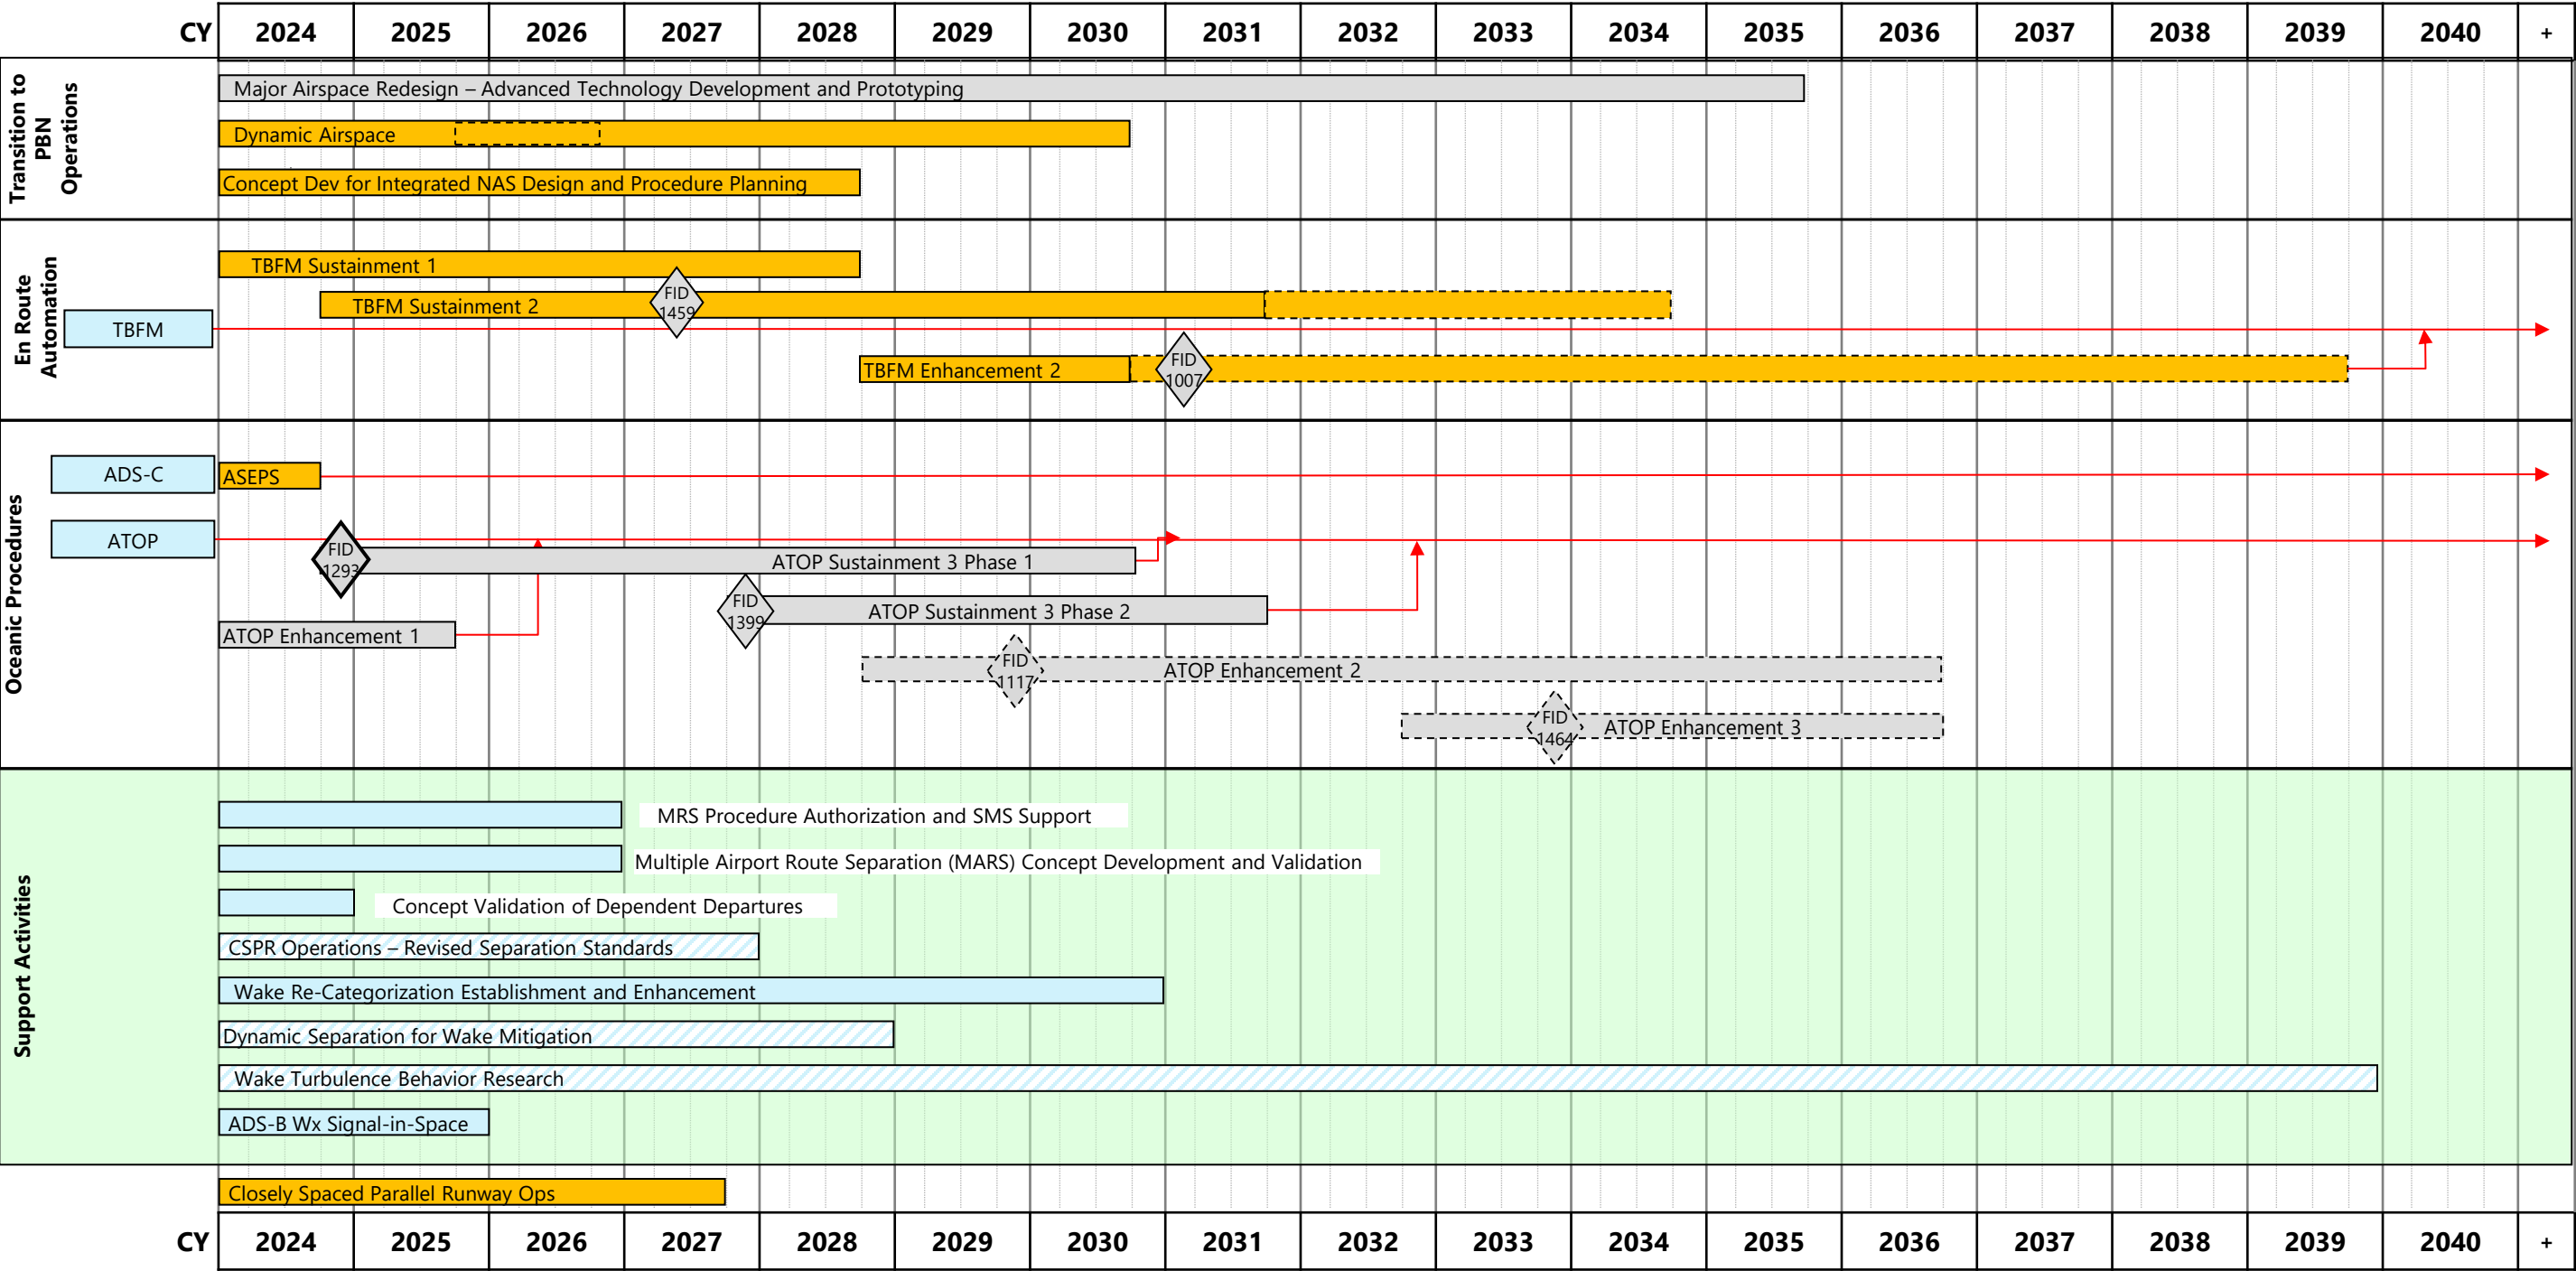 CY 2024 2025 2026 2027 2028 2029 2030 2031 2032 2033 2034 2035 2036 2037 2038 2039 2040 +
Transition to
PBN
Operations
Major Airspace Redesign – Advanced Technology Development and Prototyping
Dynamic Airspace
Concept Dev for Integrated NAS Design and Procedure Planning
En Route
Automation
TBFM Sustainment 1
TBFM Sustainment 2
FID
1459
TBFM
TBFM Enhancement 2
FID
1007
Oceanic Procedures
ADS-C
ASEPS
ATOP
FID
1293
ATOP Sustainment 3 Phase 1
FID
1399
ATOP Sustainment 3 Phase 2
ATOP Enhancement 1
FID
1117
ATOP Enhancement 2
FID
1464
ATOP Enhancement 3
Support Activities
MRS Procedure Authorization and SMS Support
Multiple Airport Route Separation (MARS) Concept Development and Validation
Concept Validation of Dependent Departures
CSPR Operations – Revised Separation Standards
Wake Re-Categorization Establishment and Enhancement
Dynamic Separation for Wake Mitigation
Wake Turbulence Behavior Research
ADS-B Wx Signal-in-Space
Closely Spaced Parallel Runway Ops
CY 2024 2025 2026 2027 2028 2029 2030 2031 2032 2033 2034 2035 2036 2037 2038 2039 2040 +